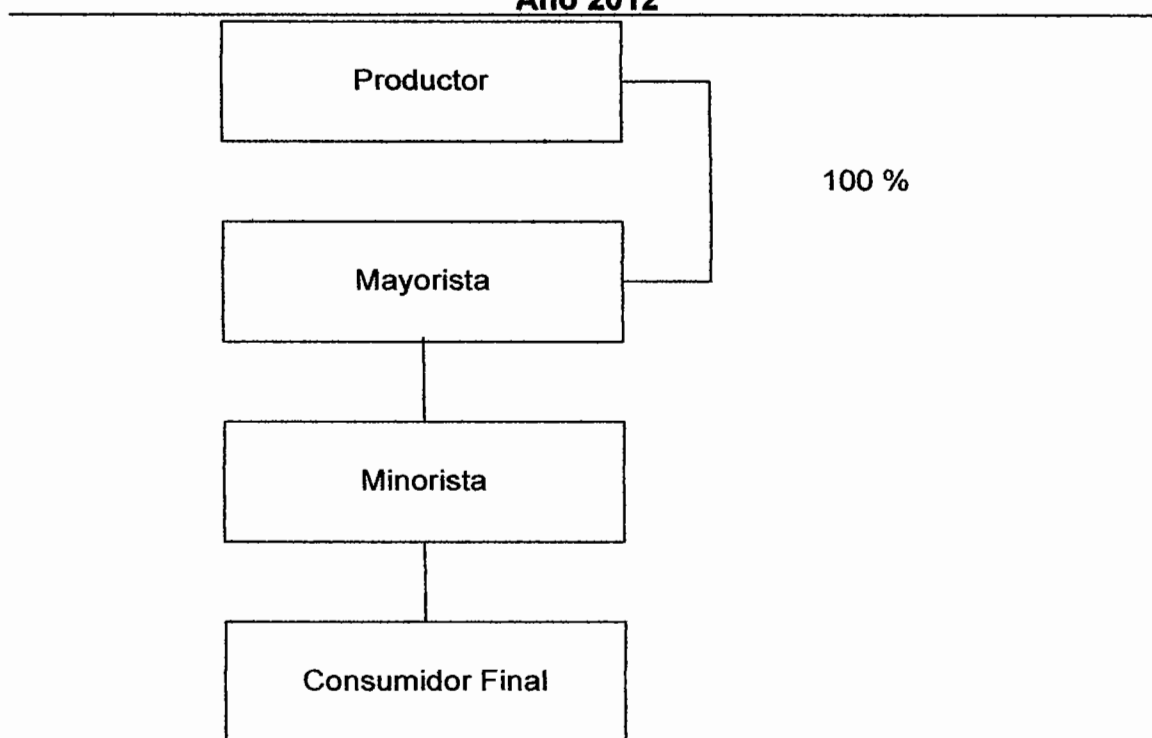 Año 2012
Productor
100 %
Mayorista
Minorista
Consumidor Final